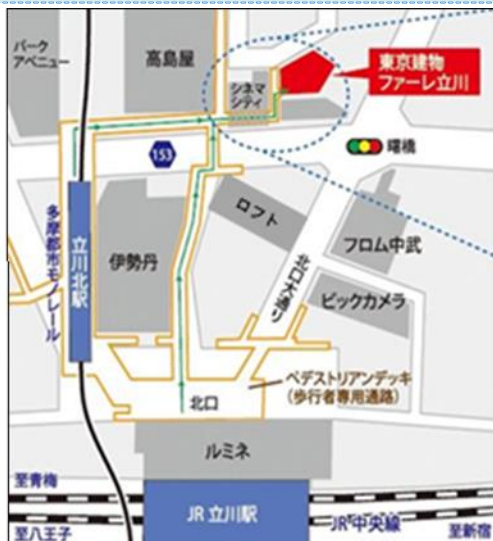 パーク
アベニュー
高島屋
シネマ
シティ
東京建物
ファーレ立川
153
曙橋
多摩都市モノレール
立川北駅
伊勢丹
ロフト
北口大通り
フロム中武
ビックカメラ
ペデストリアンデッキ
(歩行者専用通路)
北口
ルミネ
至青梅
至八王子
JR 立川駅
JR 中央線
至新宿